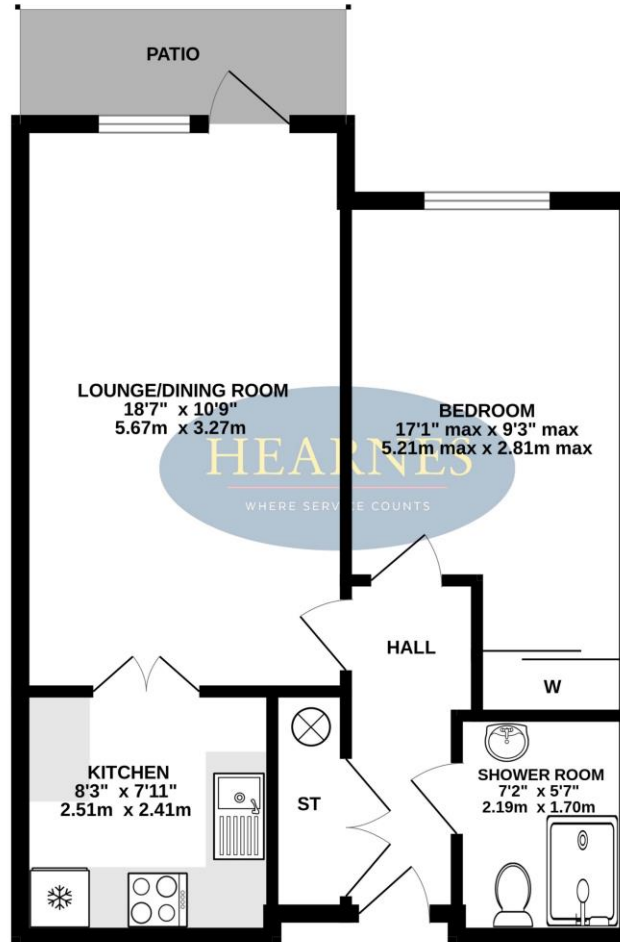 PATIO
LOUNGE/DINING ROOM
18'7" x 10'9"
5.67m x 3.27m
BEDROOM
17'1" max x 9'3" max
5.21m max x 2.81m max
HEARNES
WHERE SERVICE COUNTS
HALL
W
KITCHEN
8'3" x 7'11"
2.51m x 2.41m
ST
SHOWER ROOM
7'2" x 5'7"
2.19m x 1.70m